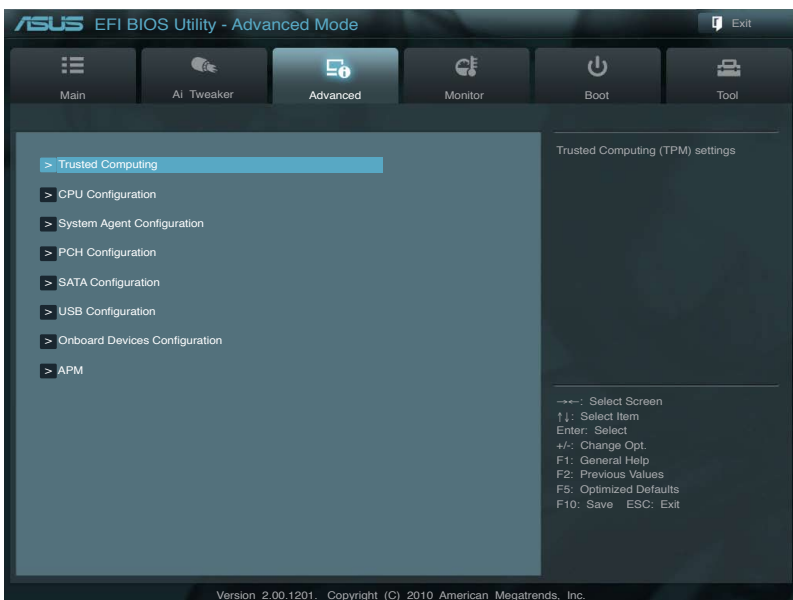 ASUS EFI BIOS Utility - Advanced Mode
Exit
Main
Ai Tweaker
Advanced
Monitor
Boot
Tool
> Trusted Computing
> CPU Configuration
> System Agent Configuration
> PCH Configuration
> SATA Configuration
> USB Configuration
> Onboard Devices Configuration
> APM
Trusted Computing (TPM) settings
→←: Select Screen
↑↓: Select Item
Enter: Select
+/-: Change Opt.
F1: General Help
F2: Previous Values
F5: Optimized Defaults
F10: Save ESC: Exit
Version 2.00.1201. Copyright (C) 2010 American Megatrends, Inc.